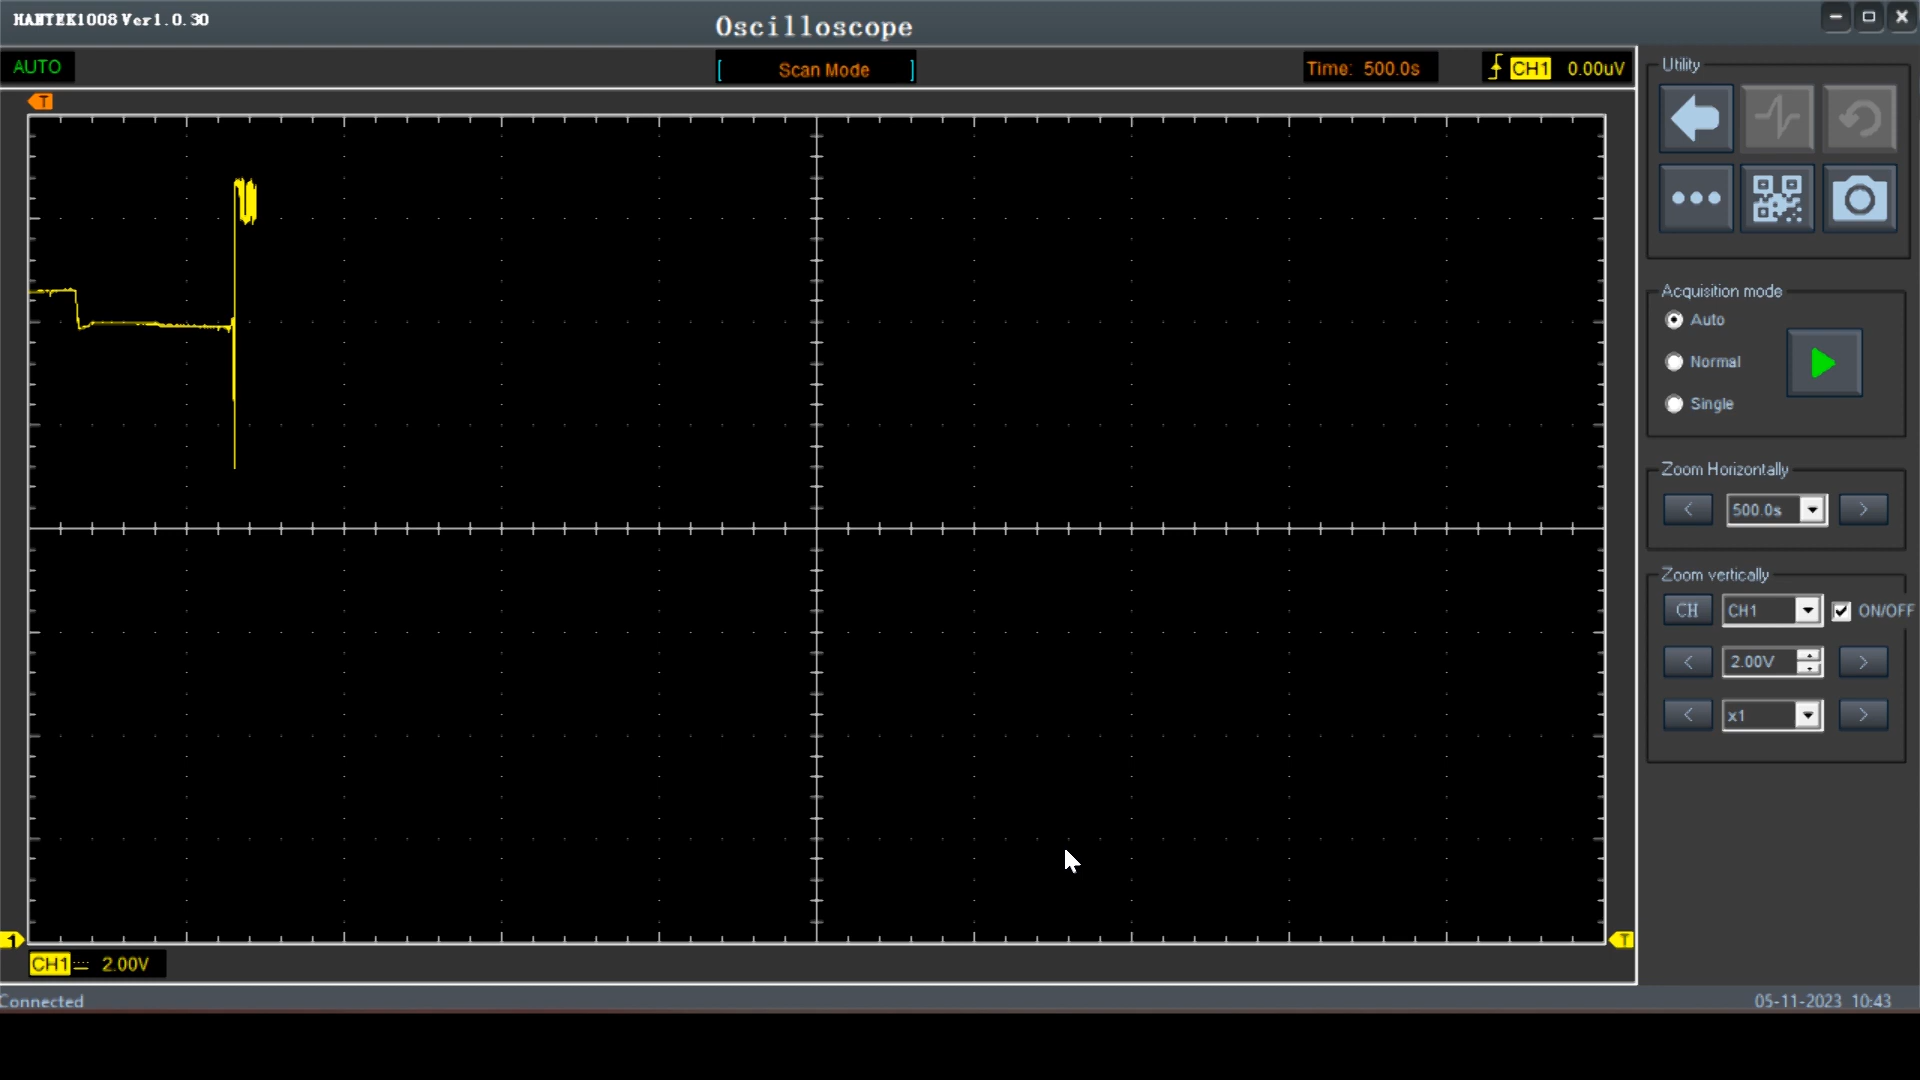 HANTEK1008 Ver1.0.30
Oscilloscope
AUTO
[ Scan Mode ]
Time: 500.0s
CH1 0.00uV
T
Utility
Acquisition mode
Auto
Normal
Single
Zoom Horizontally
< 500.0s >
Zoom vertically
CH CH1 ON/OFF
< 2.00V >
< x1 >
1
T
CH1 2.00V
Connected
05-11-2023 10:43